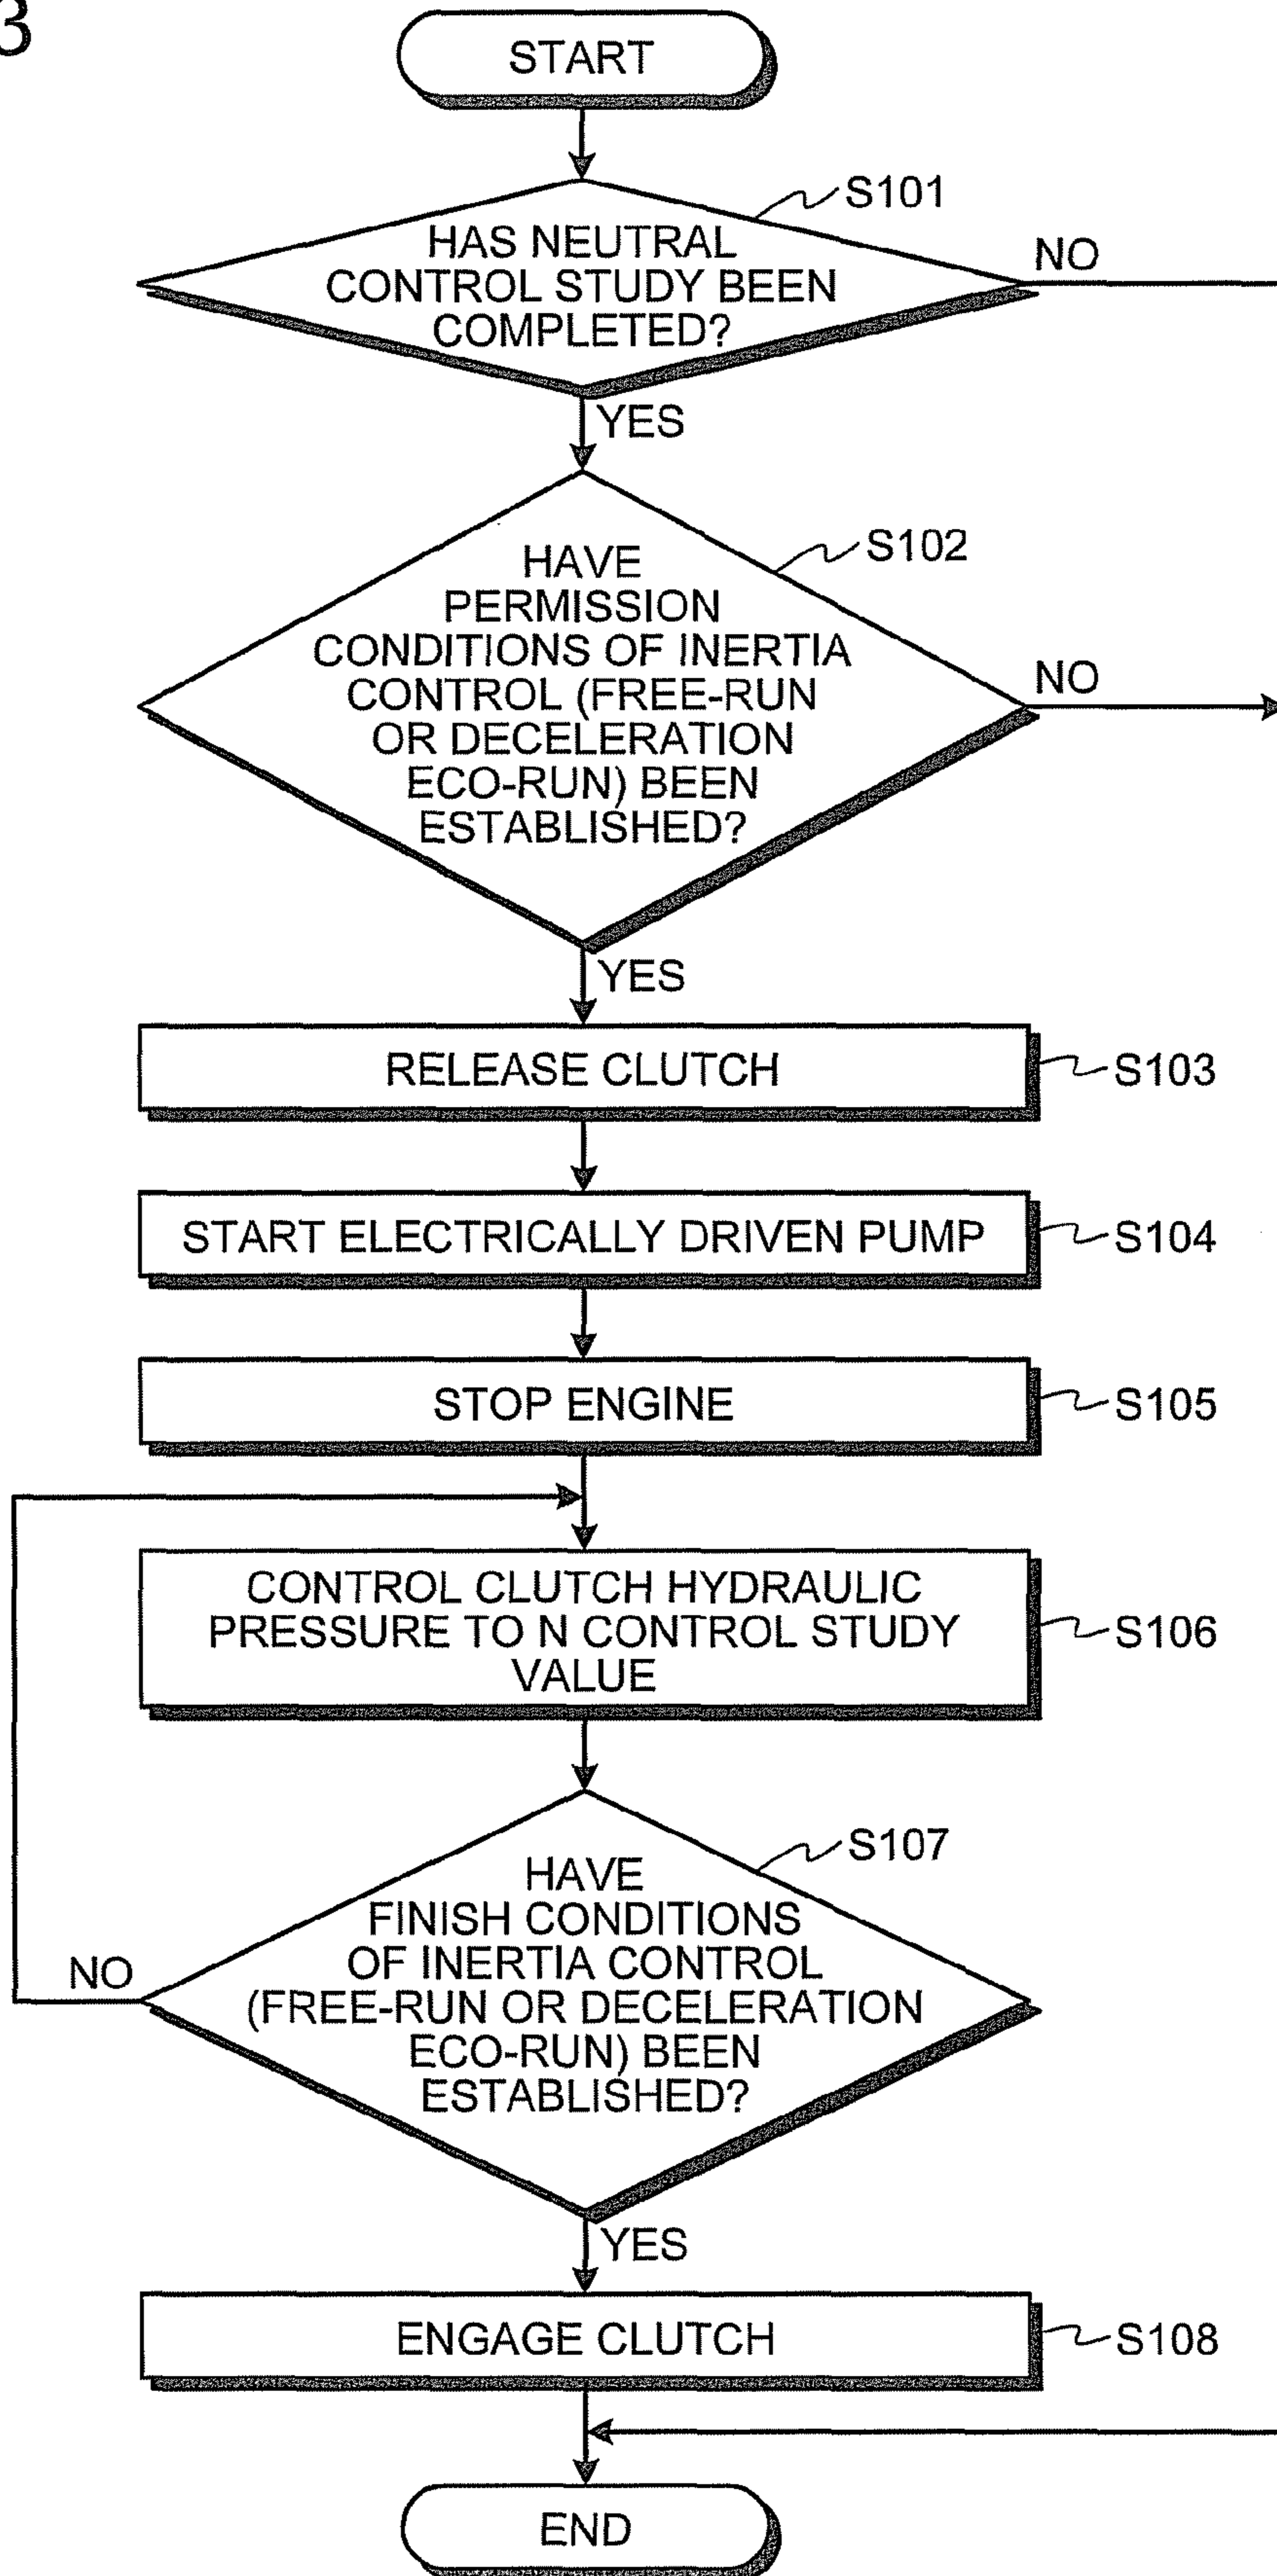 3
START
S101
HAS NEUTRAL
CONTROL STUDY BEEN
COMPLETED?
NO
YES
S102
HAVE
PERMISSION
CONDITIONS OF INERTIA
CONTROL (FREE-RUN
OR DECELERATION
ECO-RUN) BEEN
ESTABLISHED?
NO
YES
RELEASE CLUTCH
S103
START ELECTRICALLY DRIVEN PUMP
S104
STOP ENGINE
S105
CONTROL CLUTCH HYDRAULIC
PRESSURE TO N CONTROL STUDY
VALUE
S106
S107
HAVE
FINISH CONDITIONS
OF INERTIA CONTROL
(FREE-RUN OR DECELERATION
ECO-RUN) BEEN
ESTABLISHED?
NO
YES
ENGAGE CLUTCH
S108
END